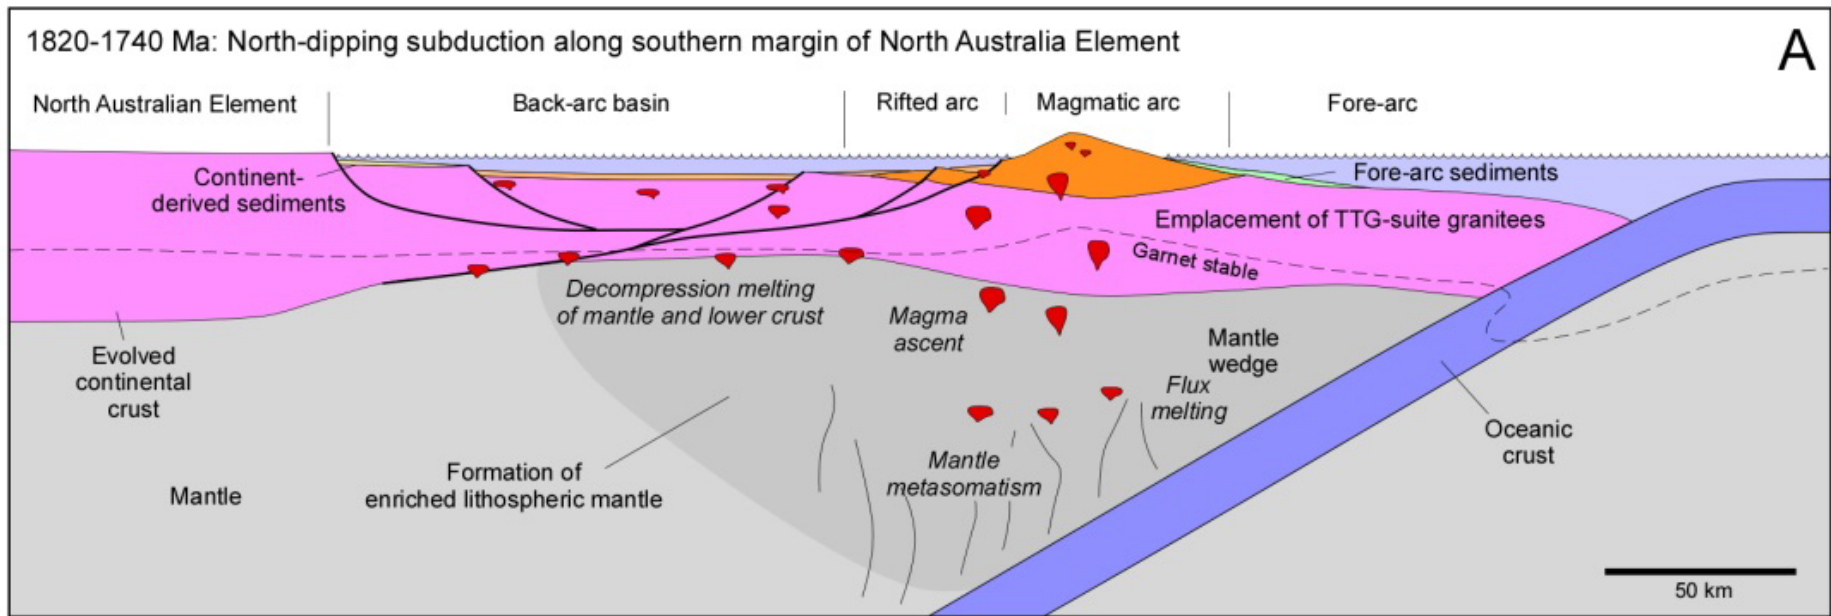 1820-1740 Ma: North-dipping subduction along southern margin of North Australia Element
A
North Australian Element
Back-arc basin
Rifted arc
Magmatic arc
Fore-arc
Continent-
derived sediments
Fore-arc sediments
Emplacement of TTG-suite granitees
Garnet stable
Decompression melting
of mantle and lower crust
Magma
ascent
Mantle
wedge
Evolved
continental
crust
Flux
melting
Oceanic
crust
Formation of
enriched lithospheric mantle
Mantle
metasomatism
Mantle
50 km